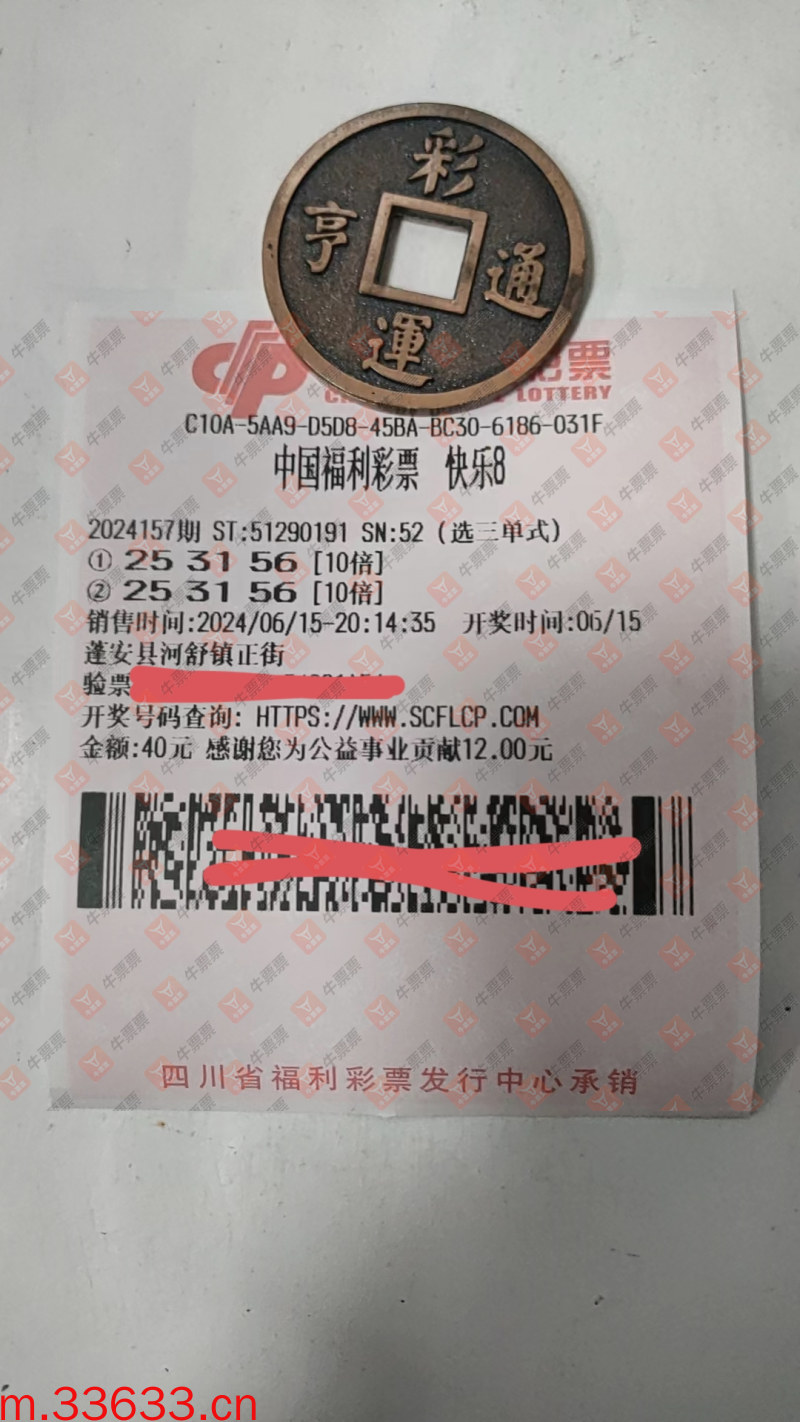 彩
亨
通
運
彩票
LOTTERY
C10A-5AA9-D5D8-45BA-BC30-6186-031F
中国福利彩票 快乐8
2024157期 ST:51290191 SN:52 (选三单式)
① 25 31 56 [10倍]
② 25 31 56 [10倍]
销售时间:2024/06/15-20:14:35 开奖时间:06/15
蓬安县河舒镇正街
验票
开奖号码查询: HTTPS://WWW.SCFLCP.COM
金额:40元 感谢您为公益事业贡献12.00元
四川省福利彩票发行中心承销
牛票票
m.33633.cn